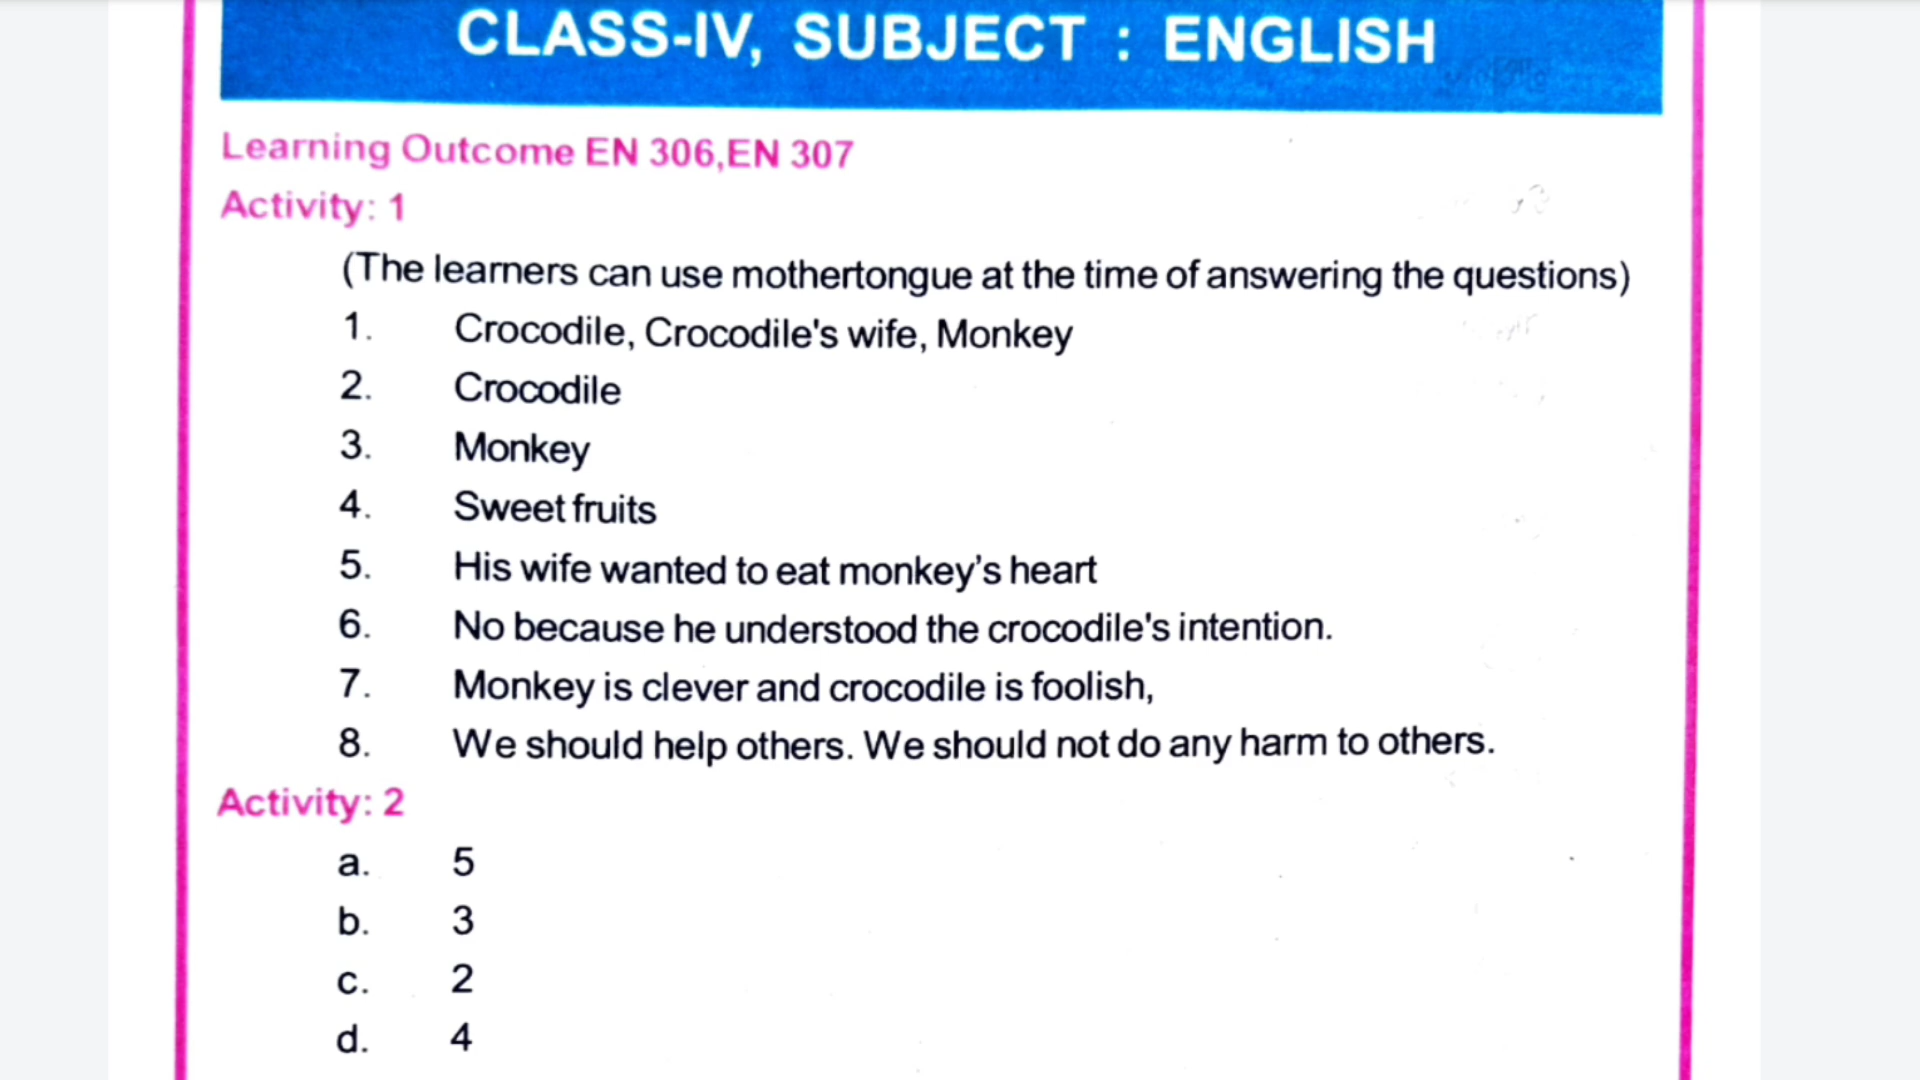 CLASS-IV, SUBJECT : ENGLISH
Learning Outcome EN 306,EN 307
Activity: 1
(The learners can use mothertongue at the time of answering the questions)
1. Crocodile, Crocodile's wife, Monkey
2. Crocodile
3. Monkey
4. Sweet fruits
5. His wife wanted to eat monkey's heart
6. No because he understood the crocodile's intention.
7. Monkey is clever and crocodile is foolish,
8. We should help others. We should not do any harm to others.
Activity: 2
a. 5
b. 3
c. 2
d. 4